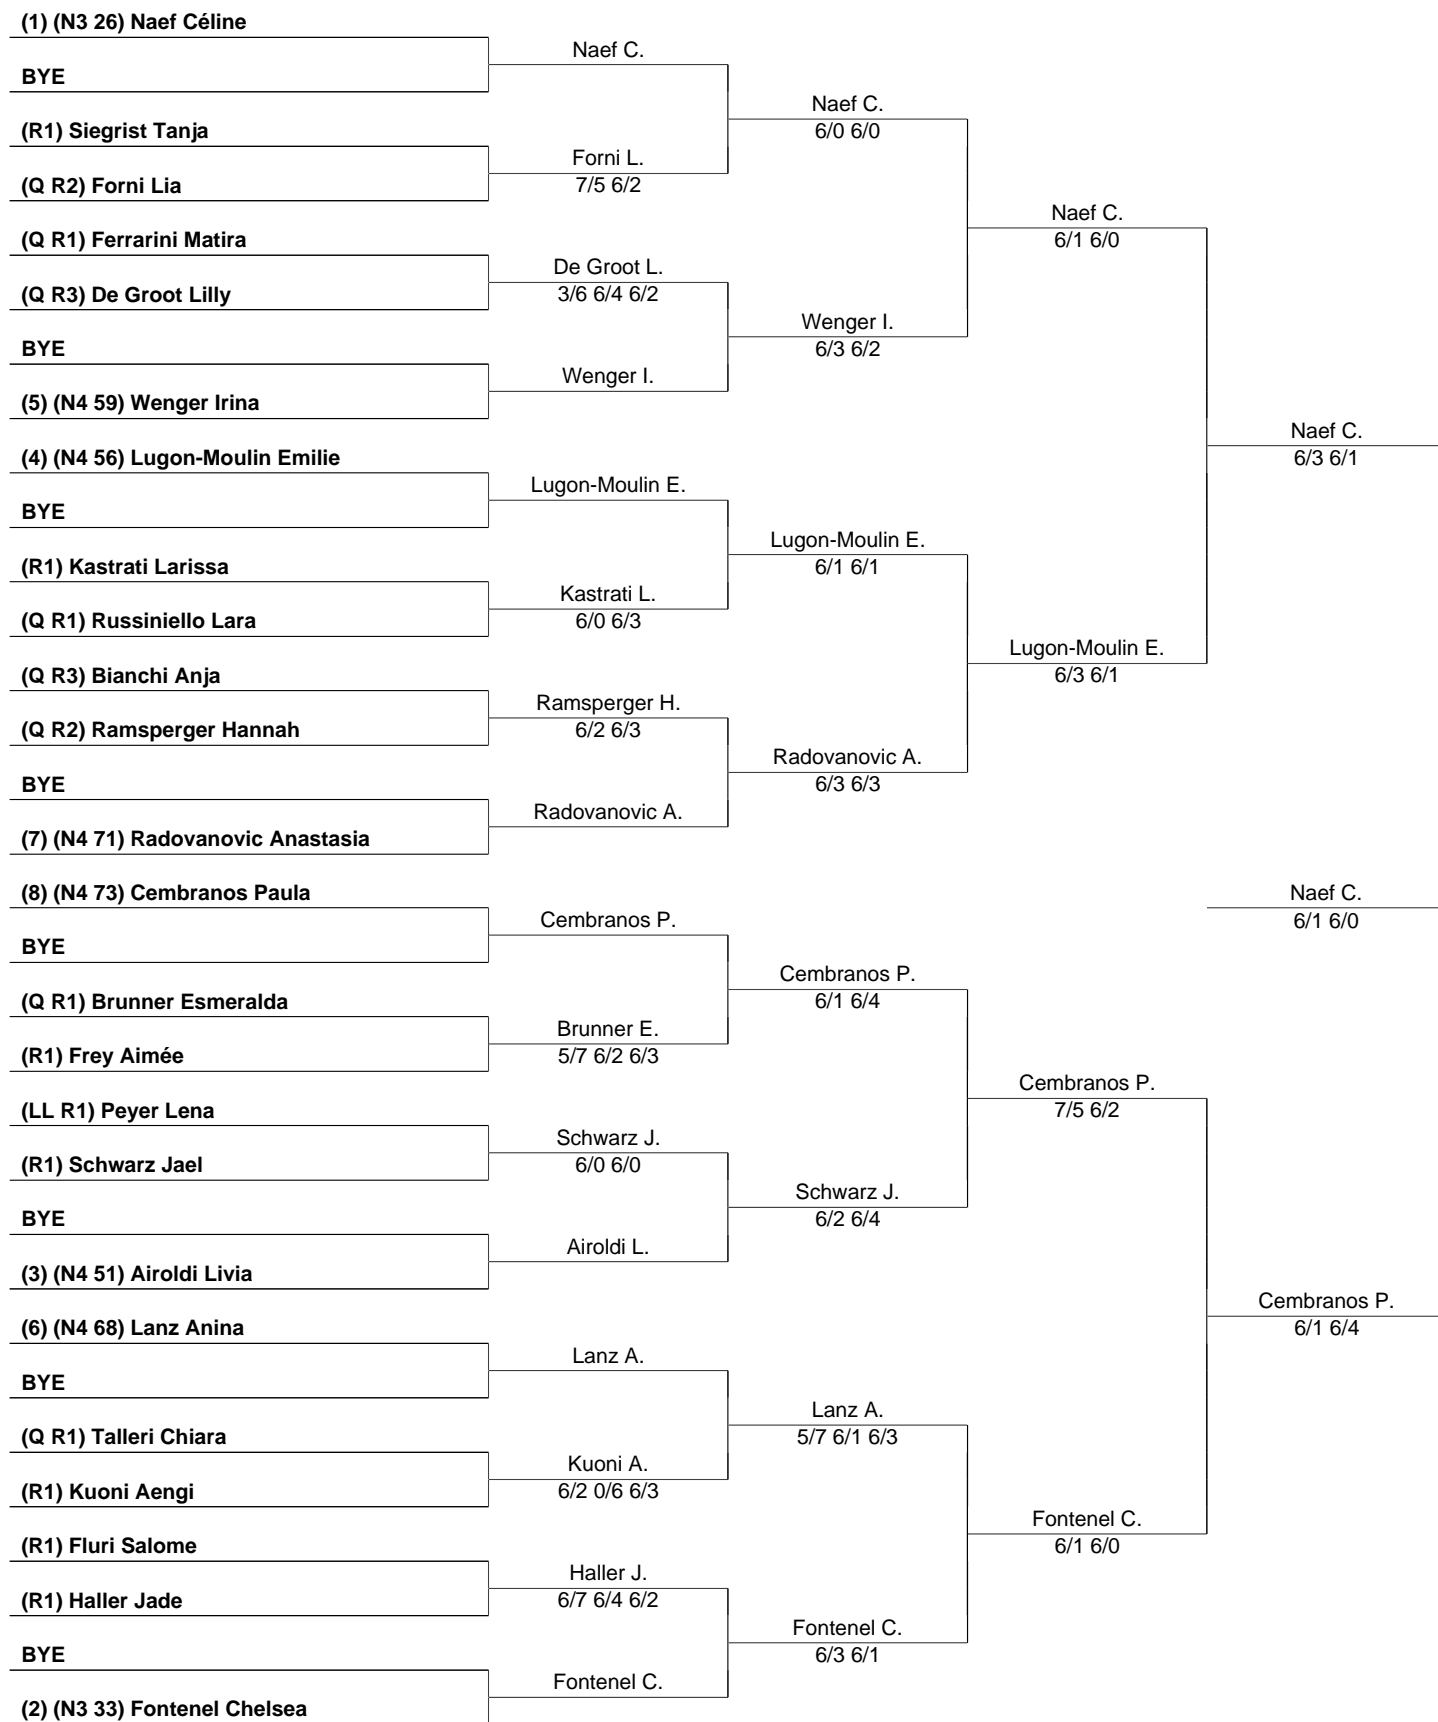 (1) (N3 26) Naef Céline
Naef C.
BYE
Naef C.
6/0 6/0
(R1) Siegrist Tanja
Forni L.
7/5 6/2
(Q R2) Forni Lia
Naef C.
6/1 6/0
(Q R1) Ferrarini Matira
De Groot L.
3/6 6/4 6/2
(Q R3) De Groot Lilly
Wenger I.
6/3 6/2
BYE
Wenger I.
(5) (N4 59) Wenger Irina
Naef C.
6/3 6/1
(4) (N4 56) Lugon-Moulin Emilie
Lugon-Moulin E.
BYE
Lugon-Moulin E.
6/1 6/1
(R1) Kastrati Larissa
Kastrati L.
6/0 6/3
(Q R1) Russiniello Lara
Lugon-Moulin E.
6/3 6/1
(Q R3) Bianchi Anja
Ramsperger H.
6/2 6/3
(Q R2) Ramsperger Hannah
Radovanovic A.
6/3 6/3
BYE
Radovanovic A.
(7) (N4 71) Radovanovic Anastasia
(8) (N4 73) Cembranos Paula
Naef C.
6/1 6/0
Cembranos P.
BYE
Cembranos P.
6/1 6/4
(Q R1) Brunner Esmeralda
Brunner E.
5/7 6/2 6/3
(R1) Frey Aimée
Cembranos P.
7/5 6/2
(LL R1) Peyer Lena
Schwarz J.
6/0 6/0
(R1) Schwarz Jael
Schwarz J.
6/2 6/4
BYE
Airoldi L.
(3) (N4 51) Airoldi Livia
Cembranos P.
6/1 6/4
(6) (N4 68) Lanz Anina
Lanz A.
BYE
Lanz A.
5/7 6/1 6/3
(Q R1) Talleri Chiara
Kuoni A.
6/2 0/6 6/3
(R1) Kuoni Aengi
Fontenel C.
6/1 6/0
(R1) Fluri Salome
Haller J.
6/7 6/4 6/2
(R1) Haller Jade
Fontenel C.
6/3 6/1
BYE
Fontenel C.
(2) (N3 33) Fontenel Chelsea